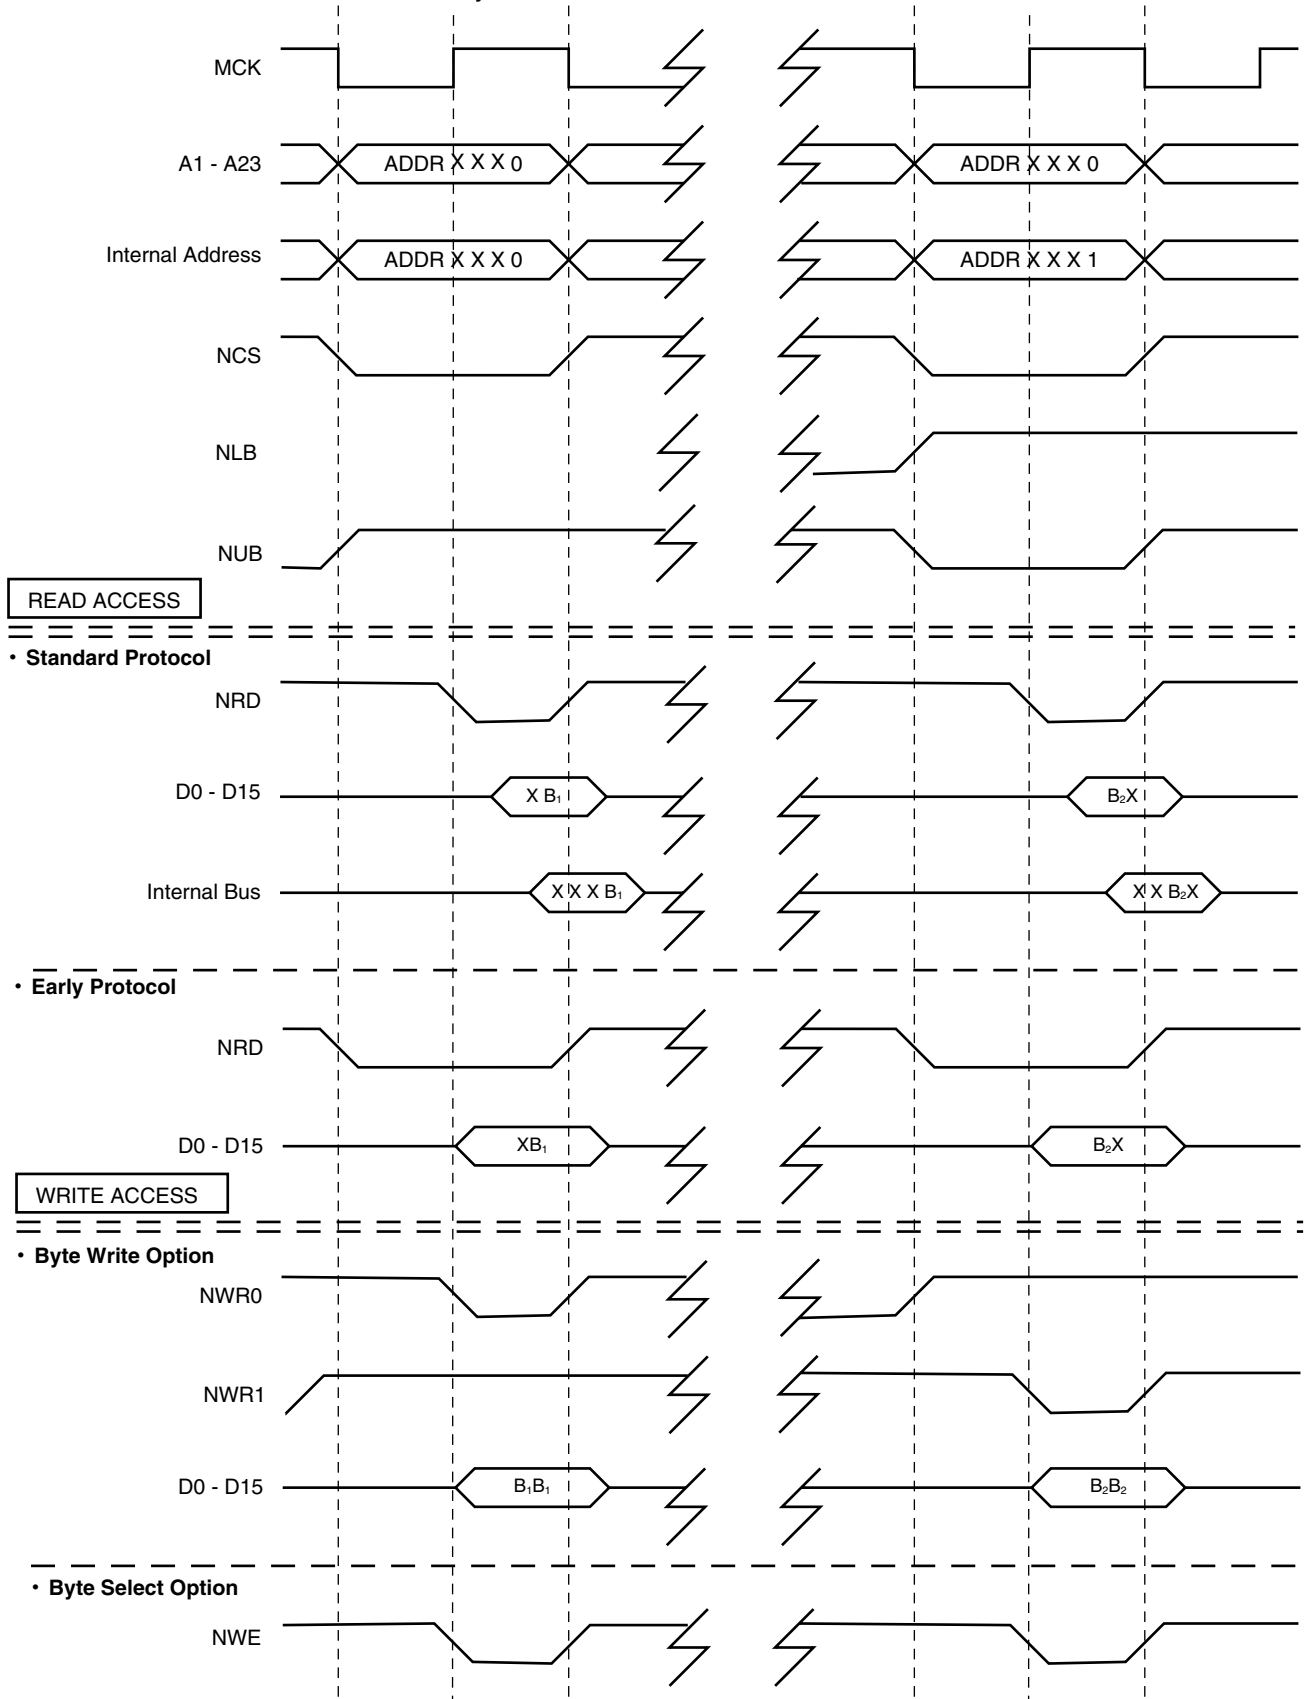 MCK
A1 - A23 ADDR X X X 0 ADDR X X X 0
Internal Address ADDR X X X 0 ADDR X X X 1
NCS
NLB
NUB
READ ACCESS
• Standard Protocol
NRD
D0 - D15 X B₁ B₂X
Internal Bus X X X B₁ X X B₂X
• Early Protocol
NRD
D0 - D15 XB₁ B₂X
WRITE ACCESS
• Byte Write Option
NWR0
NWR1
D0 - D15 B₁B₁ B₂B₂
• Byte Select Option
NWE